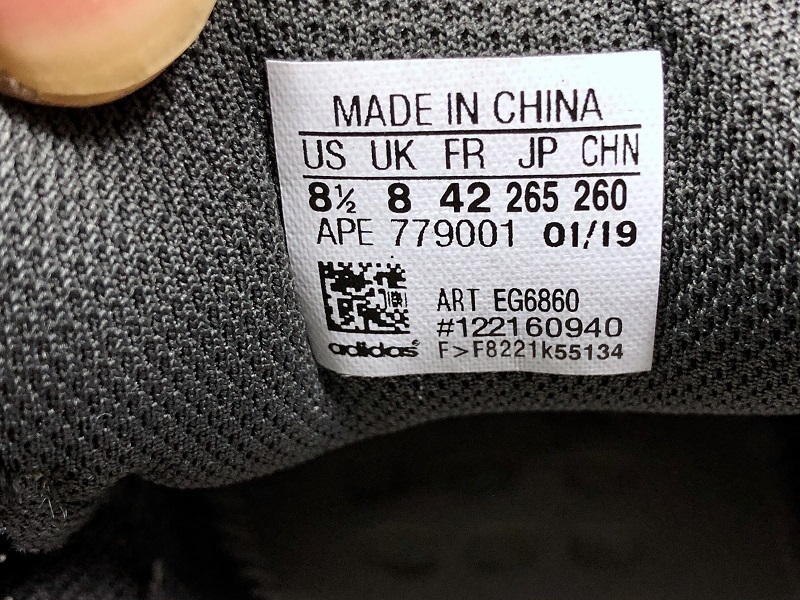 MADE IN CHINA
US UK FR JP CHN
8½ 8 42 265 260
APE 779001 01/19
ART EG6860
#122160940
adidas F>F8221k55134